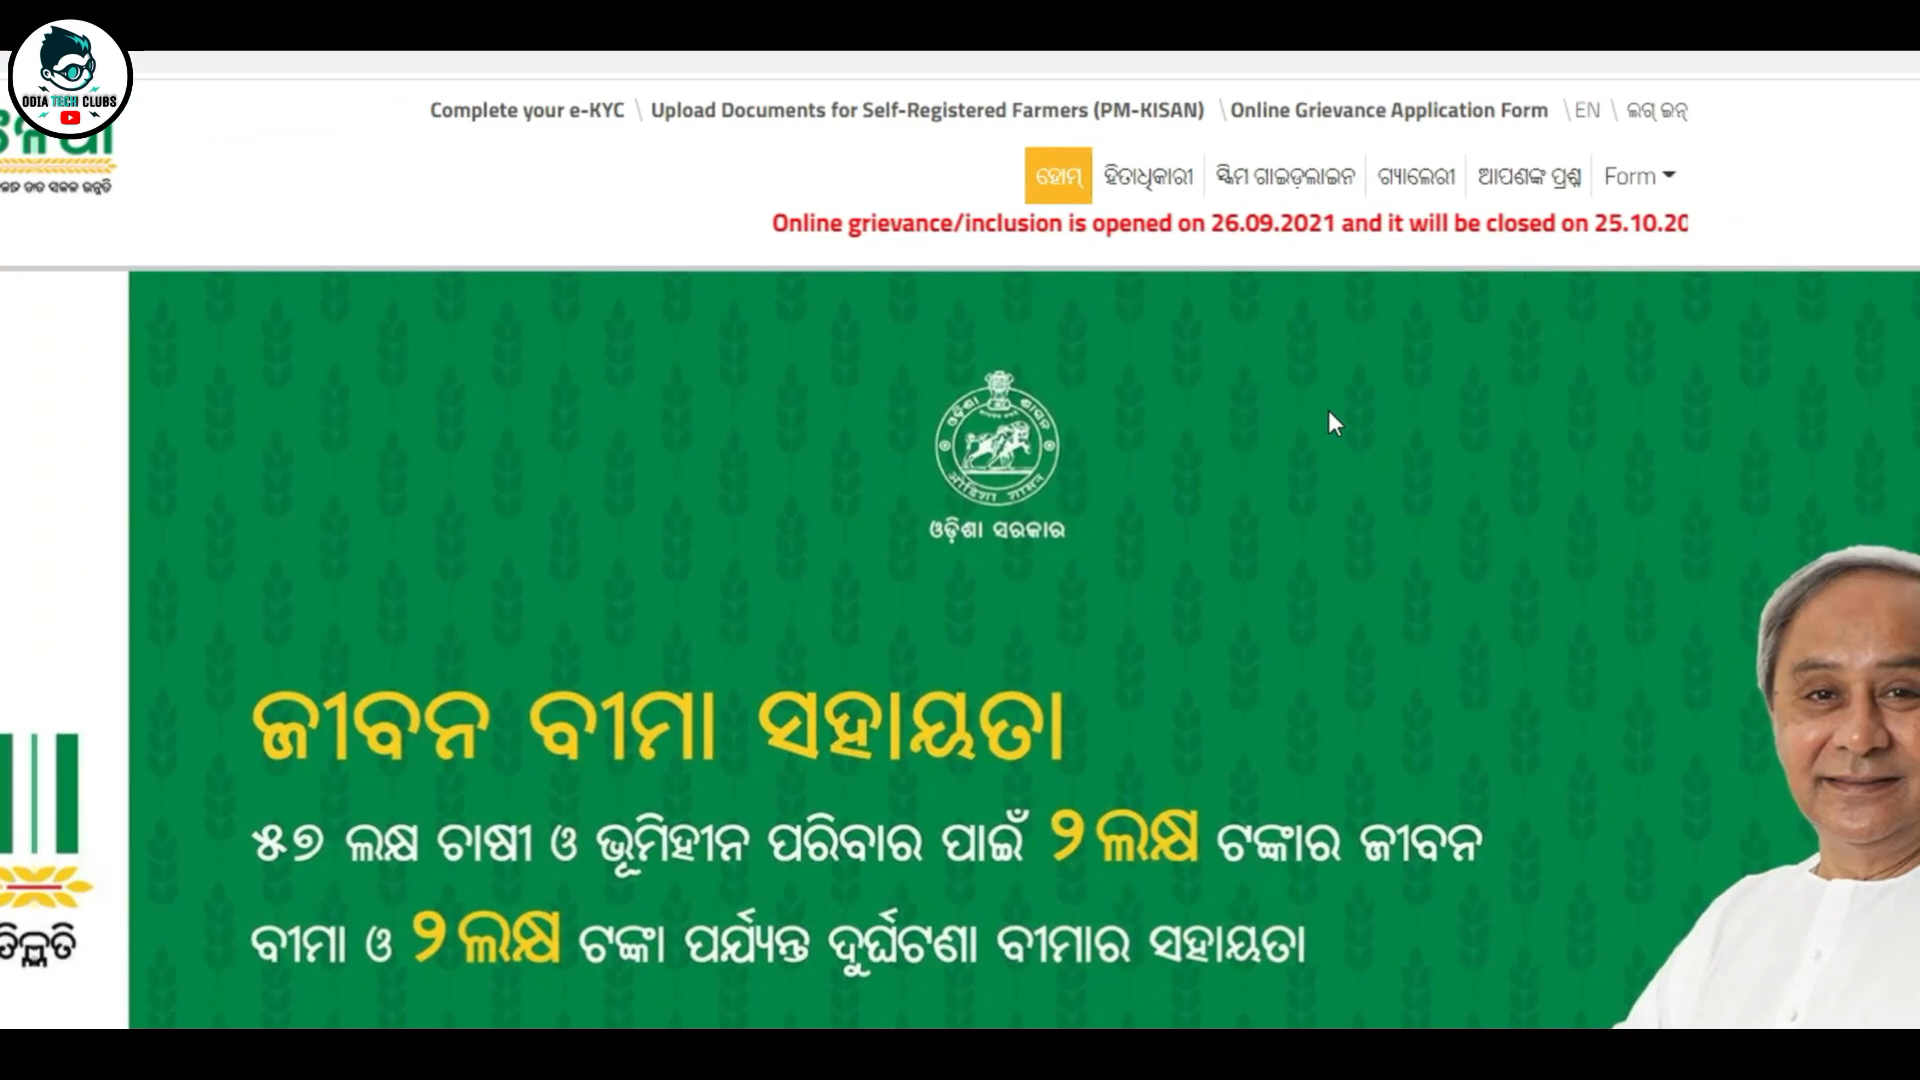 ODIA TECH CLUBS
Complete your e-KYC \ Upload Documents for Self-Registered Farmers (PM-KISAN) \ Online Grievance Application Form \ EN \ ଲଗ୍ ଇନ୍
ହୋମ୍ ହିତାଧିକାରୀ ସ୍କିମ ଗାଇଡ଼ଲାଇନ ଗ୍ୟାଲେରୀ ଆପଣଙ୍କ ପ୍ରଶ୍ନ Form
Online grievance/inclusion is opened on 26.09.2021 and it will be closed on 25.10.20
ଓଡ଼ିଶା ଶାସନ
ଓଡ଼ିଶା ସରକାର
ଜୀବନ ବୀମା ସହାୟତା
୫୭ ଲକ୍ଷ ଚାଷୀ ଓ ଭୂମିହୀନ ପରିବାର ପାଇଁ ୨ ଲକ୍ଷ ଟଙ୍କାର ଜୀବନ
ବୀମା ଓ ୨ ଲକ୍ଷ ଟଙ୍କା ପର୍ଯ୍ୟନ୍ତ ଦୁର୍ଘଟଣା ବୀମାର ସହାୟତା